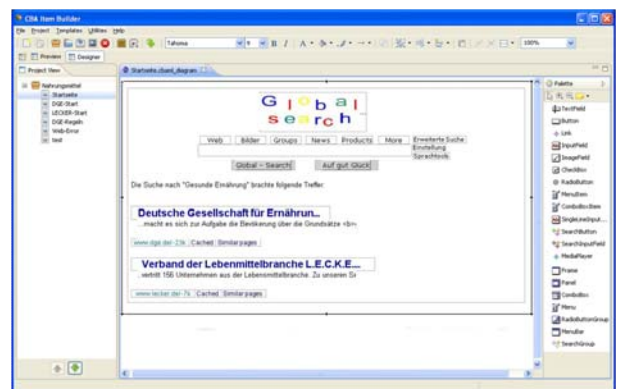 CBA Item Builder
File Project Templates Utilities Help
Tahoma 9 B I A 100%
Preview Designer
Project View
Startseite.cbaml_diagram
Palette
Nahrungsmittel
Startseite
DGE-Start
LECKER-Start
DGE-Regeln
Web-Error
test
Global
search
Web Bilder Groups News Products More Erweiterte Suche
Einstellung
Sprachtools
Global - Search Auf gut Glück
Die Suche nach "Gesunde Ernährung" brachte folgende Treffer:
Deutsche Gesellschaft für Ernährun...
...macht es sich zur Aufgabe die Bevölkerung über die Grundsätze <b>
www.dge.de/-23k Cached Similar pages
Verband der Lebenmittelbranche L.E.C.K.E....
vertritt 156 Unternehmen aus der Lebensmittelbranche. Zu unseren
www.lecker.de/-7k Cached Similar pages
TextField
Button
Link
InputField
ImageField
CheckBox
RadioButton
MenuItem
ComboBoxItem
SingleLineInput...
SearchButton
SearchInputField
MediaPlayer
Frame
Panel
ComboBox
Menu
RadioButtonGroup
MenuBar
SearchGroup